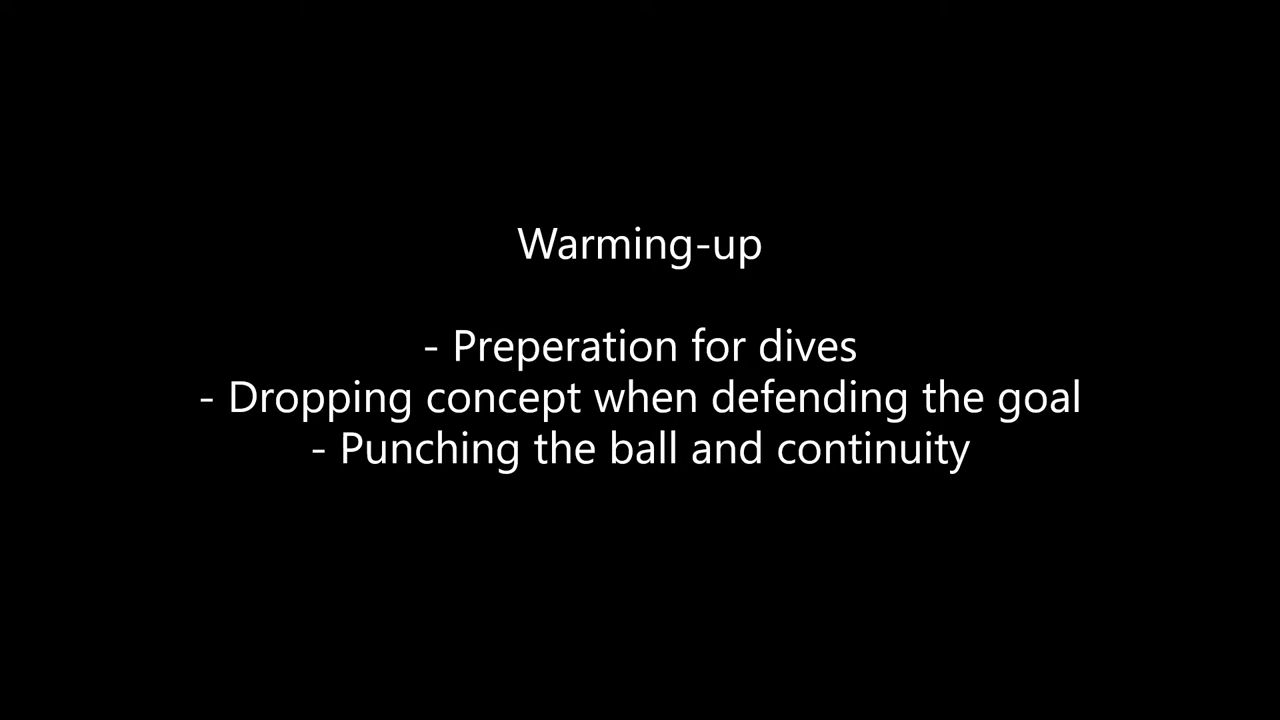 Warming-up
- Preperation for dives
- Dropping concept when defending the goal
- Punching the ball and continuity